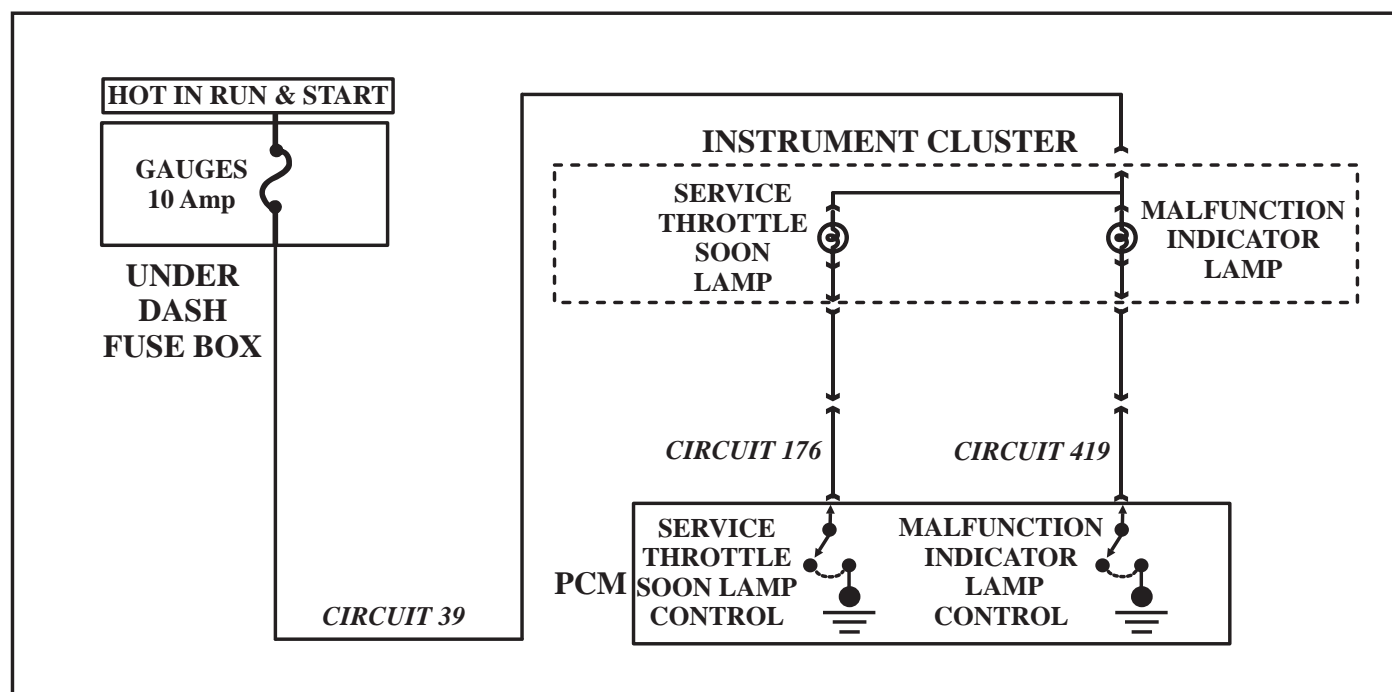 HOT IN RUN & START
GAUGES
10 Amp
UNDER
DASH
FUSE BOX
CIRCUIT 39
INSTRUMENT CLUSTER
SERVICE
THROTTLE
SOON
LAMP
MALFUNCTION
INDICATOR
LAMP
CIRCUIT 176
CIRCUIT 419
PCM
SERVICE
THROTTLE
SOON LAMP
CONTROL
MALFUNCTION
INDICATOR
LAMP
CONTROL